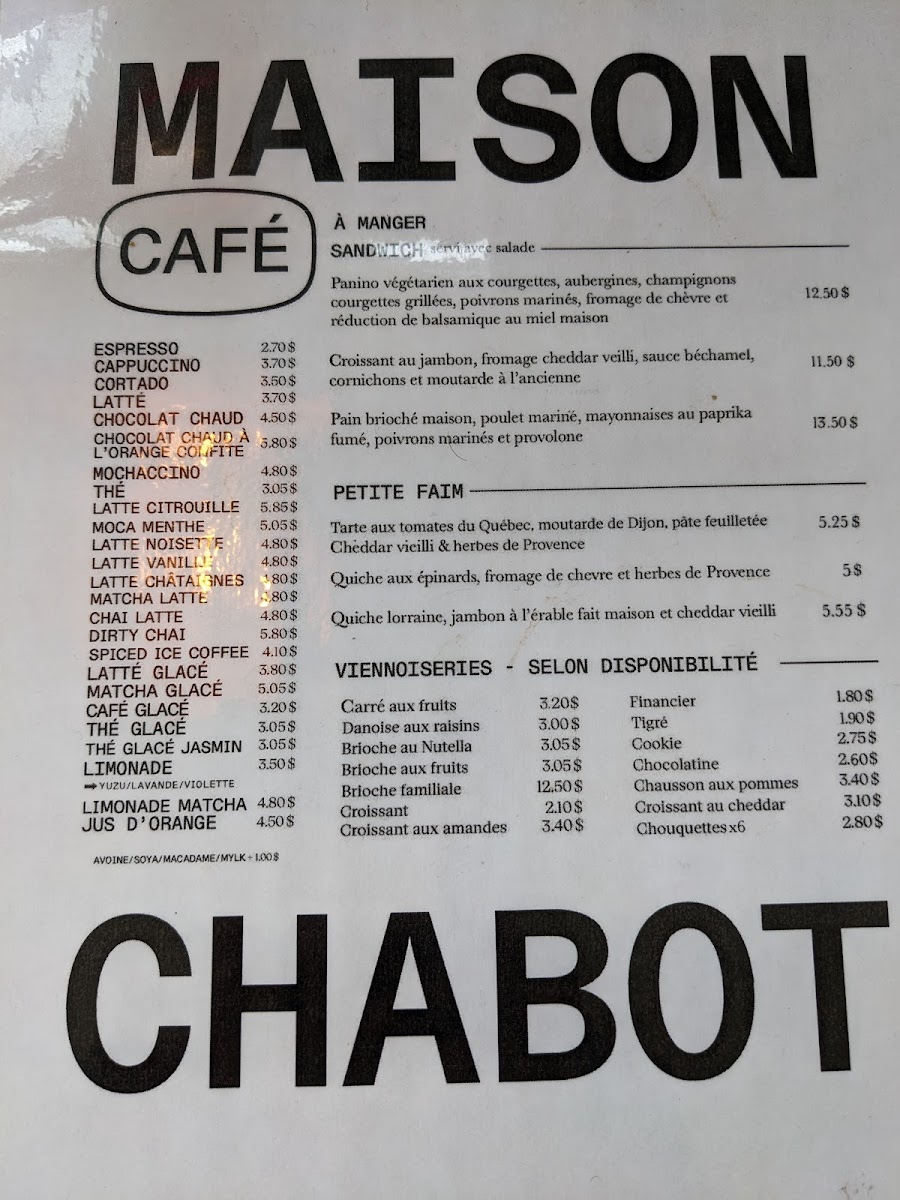 MAISON
CAFÉ
ESPRESSO 2.70 $
CAPPUCCINO 3.70 $
CORTADO 3.50 $
LATTÉ 3.70 $
CHOCOLAT CHAUD 4.50 $
CHOCOLAT CHAUD À
L'ORANGE CONFITE 5.80 $
MOCHACCINO 4.80 $
THÉ 3.05 $
LATTE CITROUILLE 5.85 $
MOCA MENTHE 5.05 $
LATTE NOISETTE 4.80 $
LATTE VANILLE 4.80 $
LATTE CHÂTAIGNES 4.80 $
MATCHA LATTE 4.80 $
CHAI LATTE 4.80 $
DIRTY CHAI 5.80 $
SPICED ICE COFFEE 4.10 $
LATTÉ GLACÉ 3.80 $
MATCHA GLACÉ 5.05 $
CAFÉ GLACÉ 3.20 $
THÉ GLACÉ 3.05 $
THÉ GLACÉ JASMIN 3.05 $
LIMONADE 3.50 $
➡YUZU/LAVANDE/VIOLETTE
LIMONADE MATCHA 4.80 $
JUS D'ORANGE 4.50 $
AVOINE/SOYA/MACADAME/MYLK + 1.00 $
À MANGER
SANDWICH servi avec salade
Panino végétarien aux courgettes, aubergines, champignons
courgettes grillées, poivrons marinés, fromage de chèvre et 12.50 $
réduction de balsamique au miel maison
Croissant au jambon, fromage cheddar veilli, sauce béchamel, 11.50 $
cornichons et moutarde à l'ancienne
Pain brioché maison, poulet mariné, mayonnaises au paprika 13.50 $
fumé, poivrons marinés et provolone
PETITE FAIM
Tarte aux tomates du Québec, moutarde de Dijon, pâte feuilletée 5.25 $
Cheddar vieilli & herbes de Provence
Quiche aux épinards, fromage de chevre et herbes de Provence 5 $
Quiche lorraine, jambon à l'érable fait maison et cheddar vieilli 5.55 $
VIENNOISERIES - SELON DISPONIBILITÉ
Carré aux fruits 3.20 $
Danoise aux raisins 3.00 $
Brioche au Nutella 3.05 $
Brioche aux fruits 3.05 $
Brioche familiale 12.50 $
Croissant 2.10 $
Croissant aux amandes 3.40 $
Financier 1.80 $
Tigré 1.90 $
Cookie 2.75 $
Chocolatine 2.60 $
Chausson aux pommes 3.40 $
Croissant au cheddar 3.10 $
Chouquettes x6 2.80 $
CHABOT